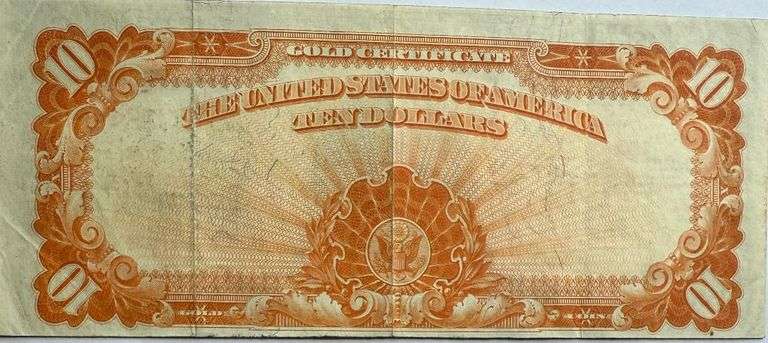 10 10
GOLD CERTIFICATE
THE UNITED STATES OF AMERICA
TEN DOLLARS
10 10
GOLD COIN